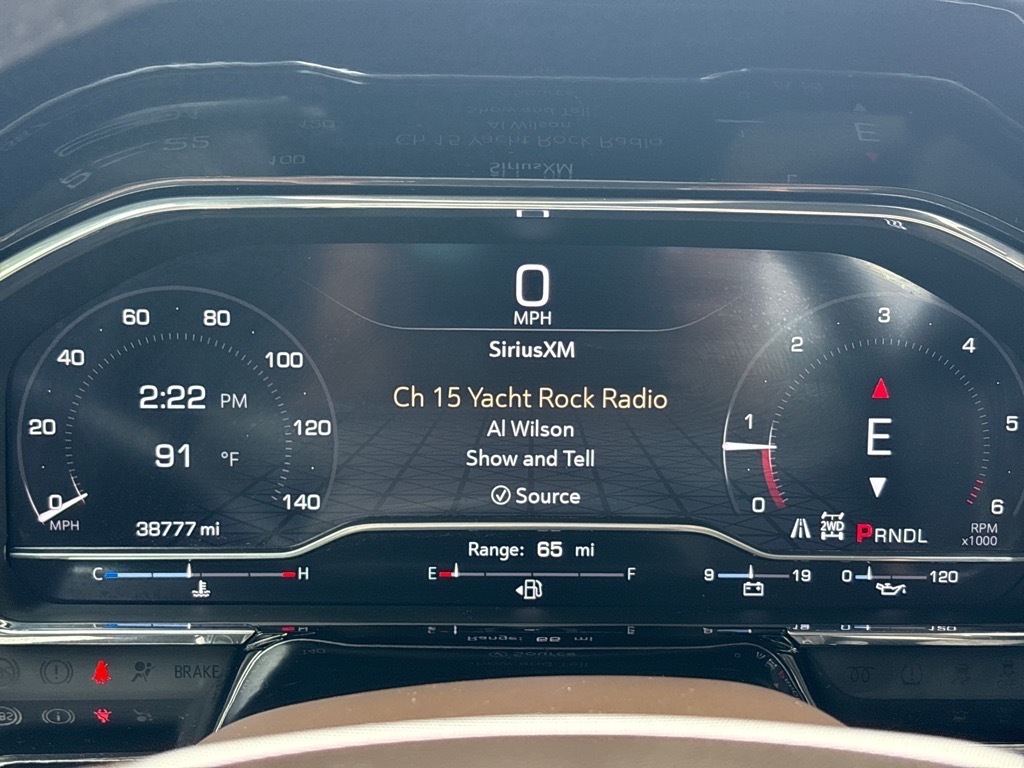 0
MPH
SiriusXM
Ch 15 Yacht Rock Radio
Al Wilson
Show and Tell
Source
0 20 40 60 80 100 120 140
MPH
2:22 PM
91 °F
38777 mi
0 1 2 3 4 5 6
E
2WD
PRNDL
RPM
x1000
Range: 65 mi
C H
E F
9 19
0 120
BRAKE